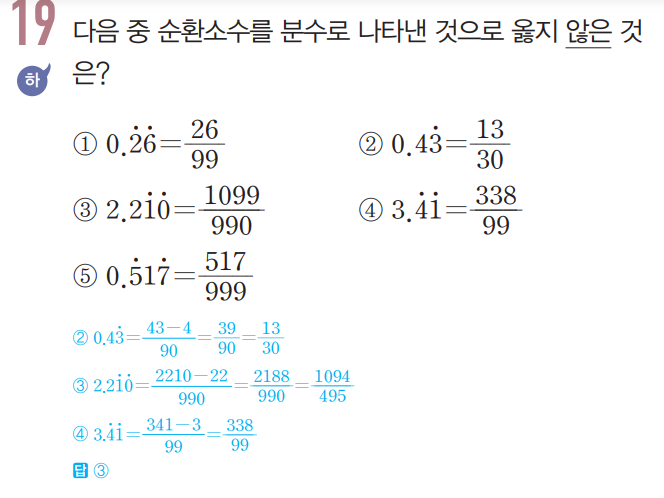 19 다음 중 순환소수를 분수로 나타낸 것으로 옳지 않은 것
하 은?
① 0.2̇6̇=26/99 ② 0.43̇=13/30
③ 2.21̇0̇=1099/990 ④ 3.4̇1̇=338/99
⑤ 0.5̇17̇=517/999
② 0.43̇=43-4/90=39/90=13/30
③ 2.21̇0̇=2210-22/990=2188/990=1094/495
④ 3.4̇1̇=341-3/99=338/99
답 ③